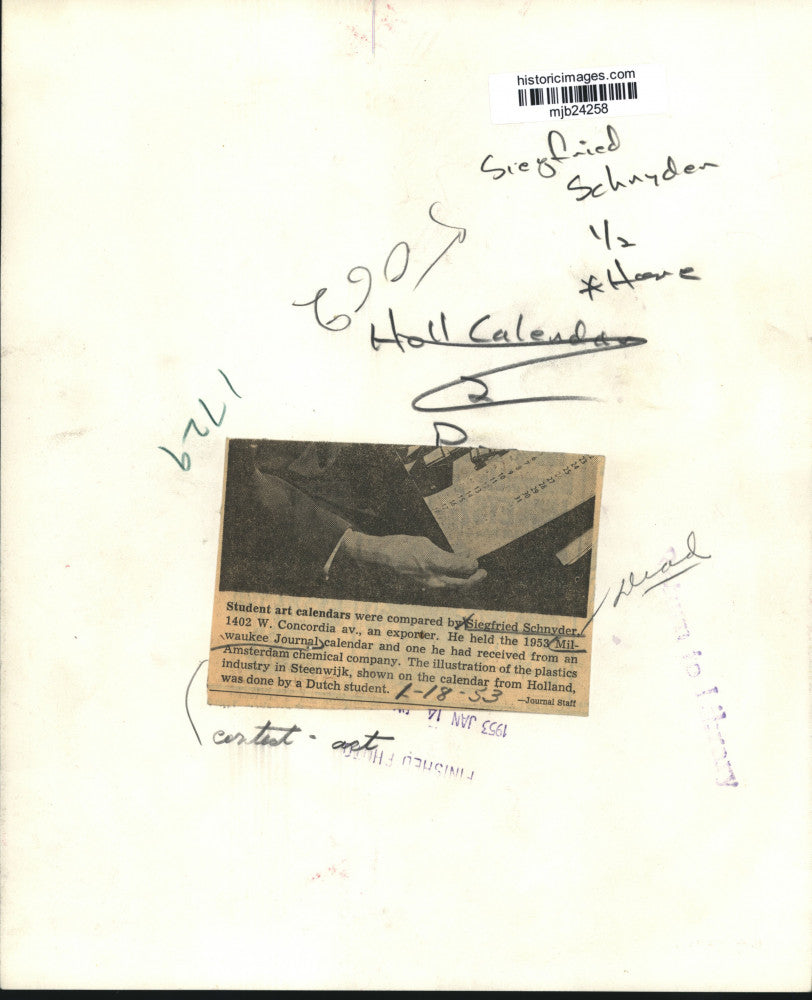 historicimages.com
mjb24258
Siegfried
Schnyder
1/2
*Home
Holl Calendar
2
D
1729
Student art calendars were compared by Siegfried Schnyder,
1402 W. Concordia av., an exporter. He held the 1953 Mil-
waukee Journal calendar and one he had received from an
Amsterdam chemical company. The illustration of the plastics
industry in Steenwijk, shown on the calendar from Holland,
was done by a Dutch student. 1-18-53
—Journal Staff
Dead
contest - art
1953 JAN 14
FINISHED